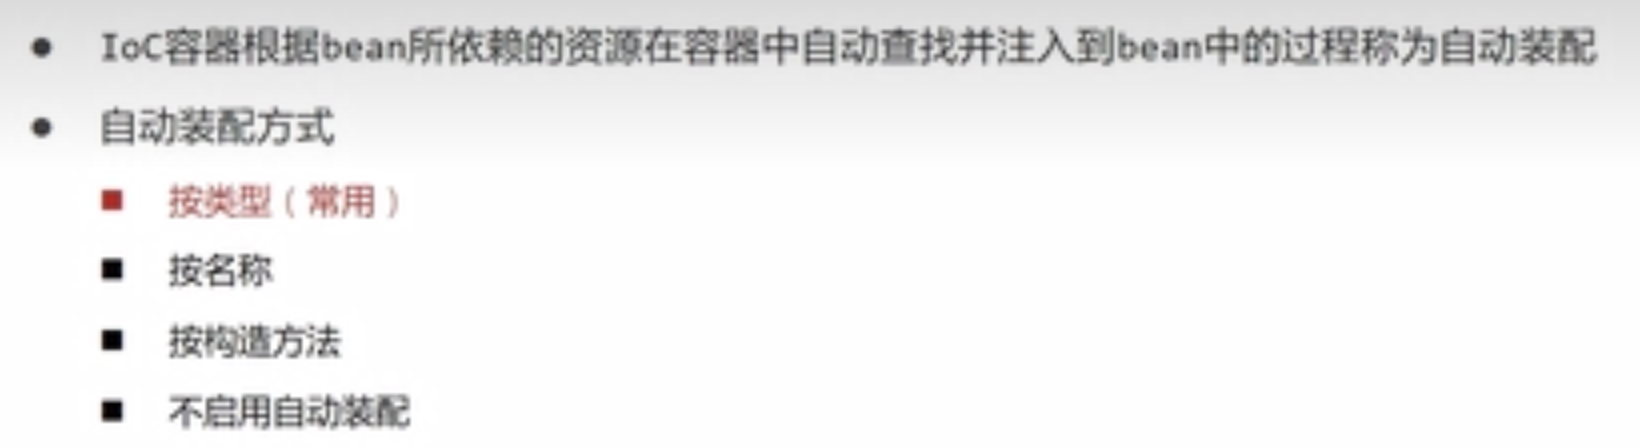 IoC容器根据bean所依赖的资源在容器中自动查找并注入到bean中的过程称为自动装配
自动装配方式
按类型（常用）
按名称
按构造方法
不启用自动装配